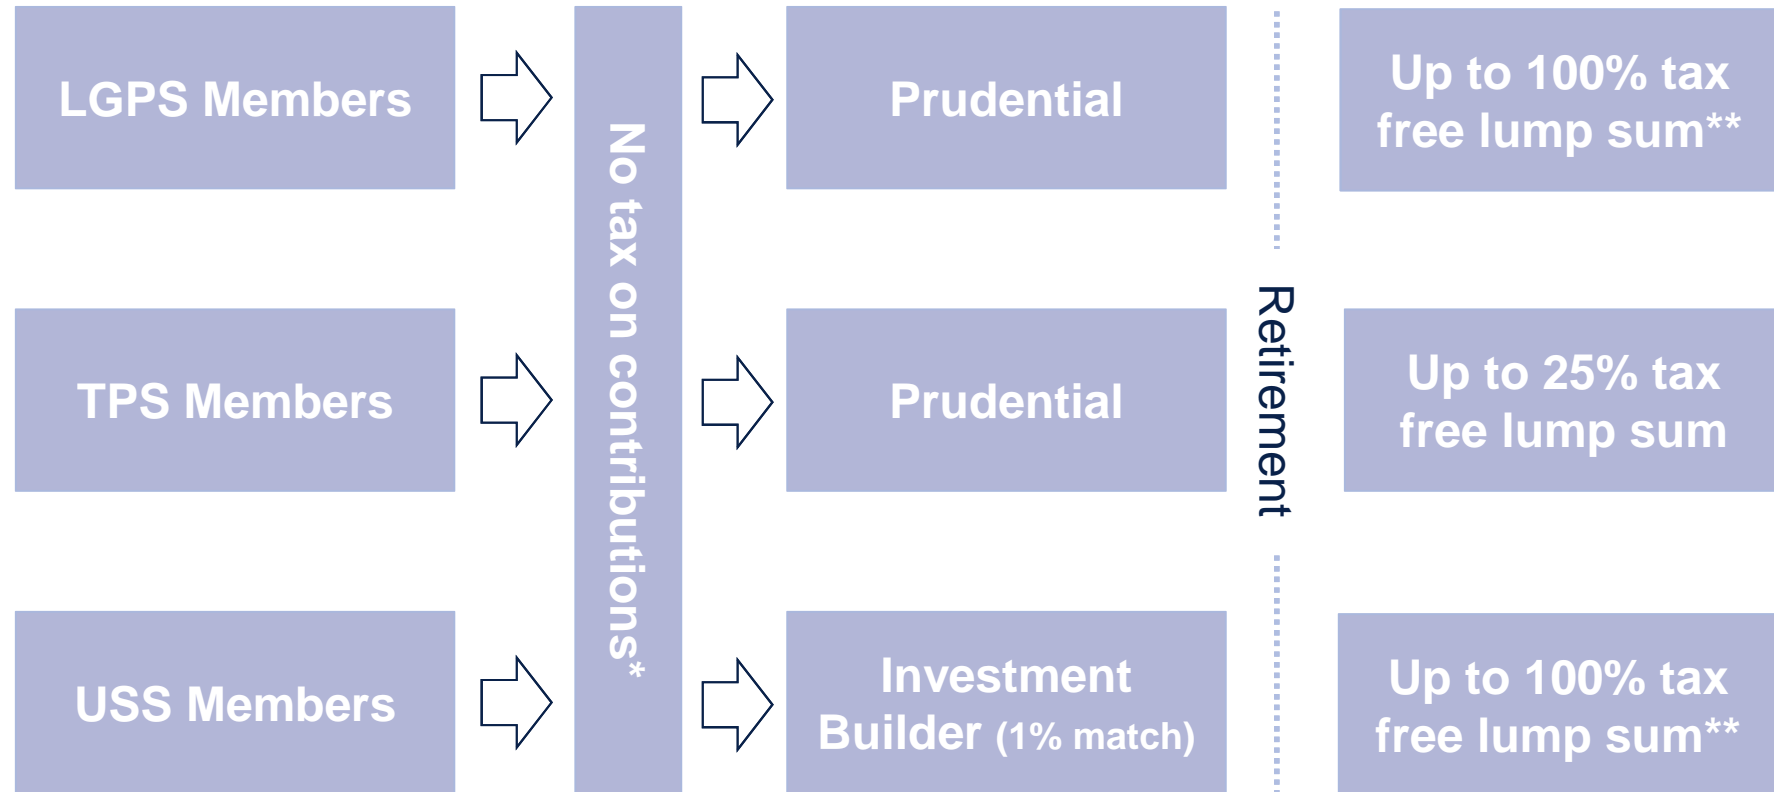 LGPS Members
No tax on contributions*
Prudential
Up to 100% tax
free lump sum**
TPS Members
Prudential
Retirement
Up to 25% tax
free lump sum
USS Members
Investment
Builder (1% match)
Up to 100% tax
free lump sum**